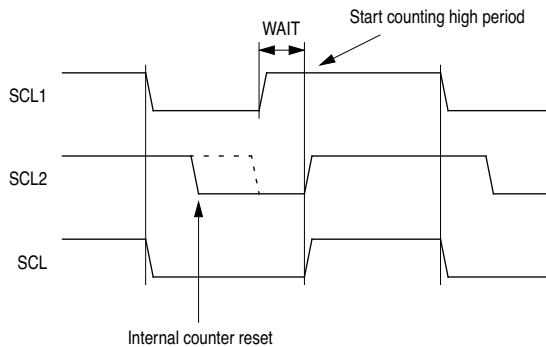 Start counting high period
WAIT
SCL1
SCL2
SCL
Internal counter reset